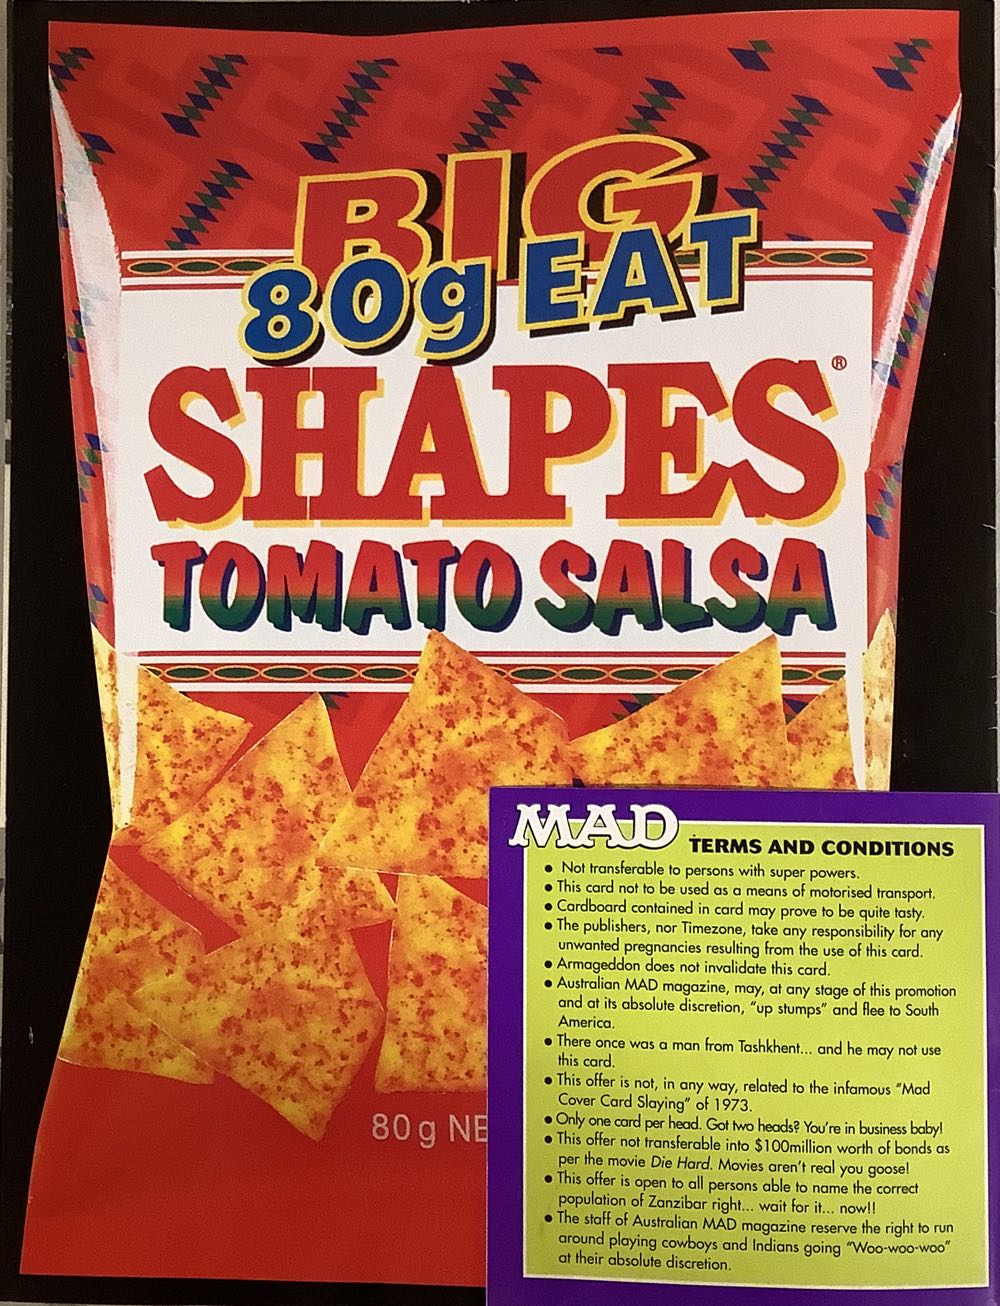 BIG
80g EAT
SHAPES®
TOMATO SALSA
80 g NE
MAD TERMS AND CONDITIONS
• Not transferable to persons with super powers.
• This card not to be used as a means of motorised transport.
• Cardboard contained in card may prove to be quite tasty.
• The publishers, nor Timezone, take any responsibility for any
unwanted pregnancies resulting from the use of this card.
• Armageddon does not invalidate this card.
• Australian MAD magazine, may, at any stage of this promotion
and at its absolute discretion, "up stumps" and flee to South
America.
• There once was a man from Tashkhent... and he may not use
this card.
• This offer is not, in any way, related to the infamous "Mad
Cover Card Slaying" of 1973.
• Only one card per head. Got two heads? You're in business baby!
• This offer not transferable into $100million worth of bonds as
per the movie Die Hard. Movies aren't real you goose!
• This offer is open to all persons able to name the correct
population of Zanzibar right... wait for it... now!!
• The staff of Australian MAD magazine reserve the right to run
around playing cowboys and Indians going "Woo-woo-woo"
at their absolute discretion.